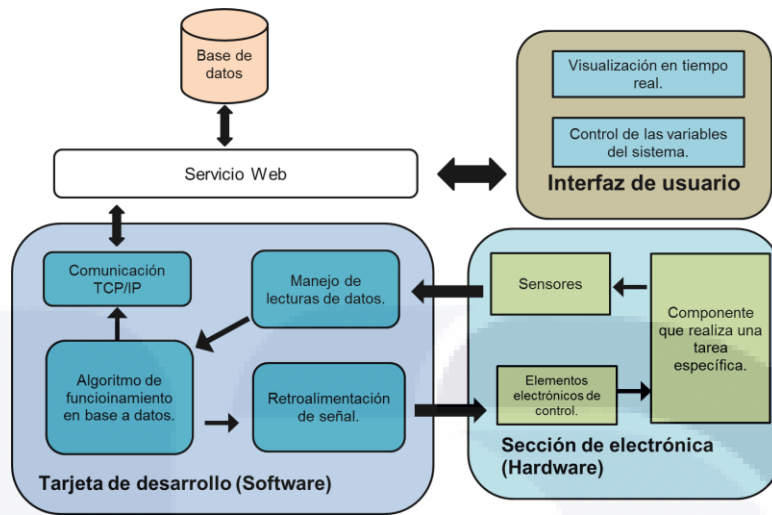 Base de
datos
Visualización en tiempo
real.
Control de las variables
del sistema.
Interfaz de usuario
Servicio Web
Comunicación
TCP/IP
Manejo de
lecturas de datos.
Algoritmo de
funcioinamiento
en base a datos.
Retroalimentación
de señal.
Tarjeta de desarrollo (Software)
Sensores
Componente
que realiza una
tarea
específica.
Elementos
electrónicos de
control.
Sección de electrónica
(Hardware)